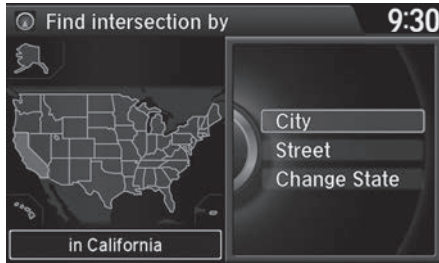 Find intersection by
9:30
City
Street
Change State
in California